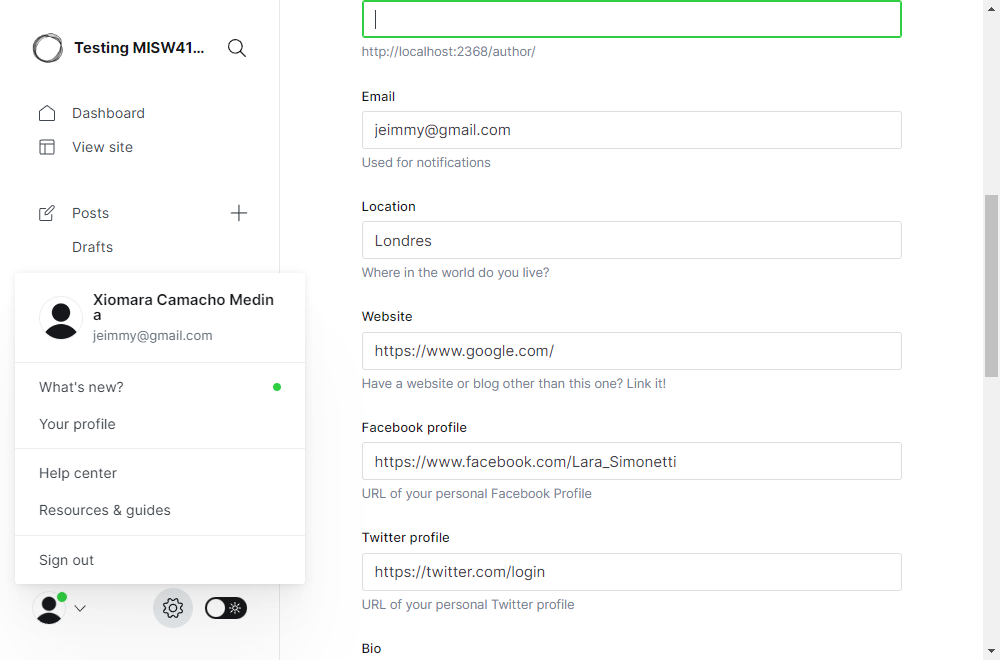 Testing MISW41...
Dashboard
View site
Posts
Drafts
Xiomara Camacho Medin
a
jeimmy@gmail.com
What's new?
Your profile
Help center
Resources & guides
Sign out
http://localhost:2368/author/
Email
jeimmy@gmail.com
Used for notifications
Location
Londres
Where in the world do you live?
Website
https://www.google.com/
Have a website or blog other than this one? Link it!
Facebook profile
https://www.facebook.com/Lara_Simonetti
URL of your personal Facebook Profile
Twitter profile
https://twitter.com/login
URL of your personal Twitter profile
Bio